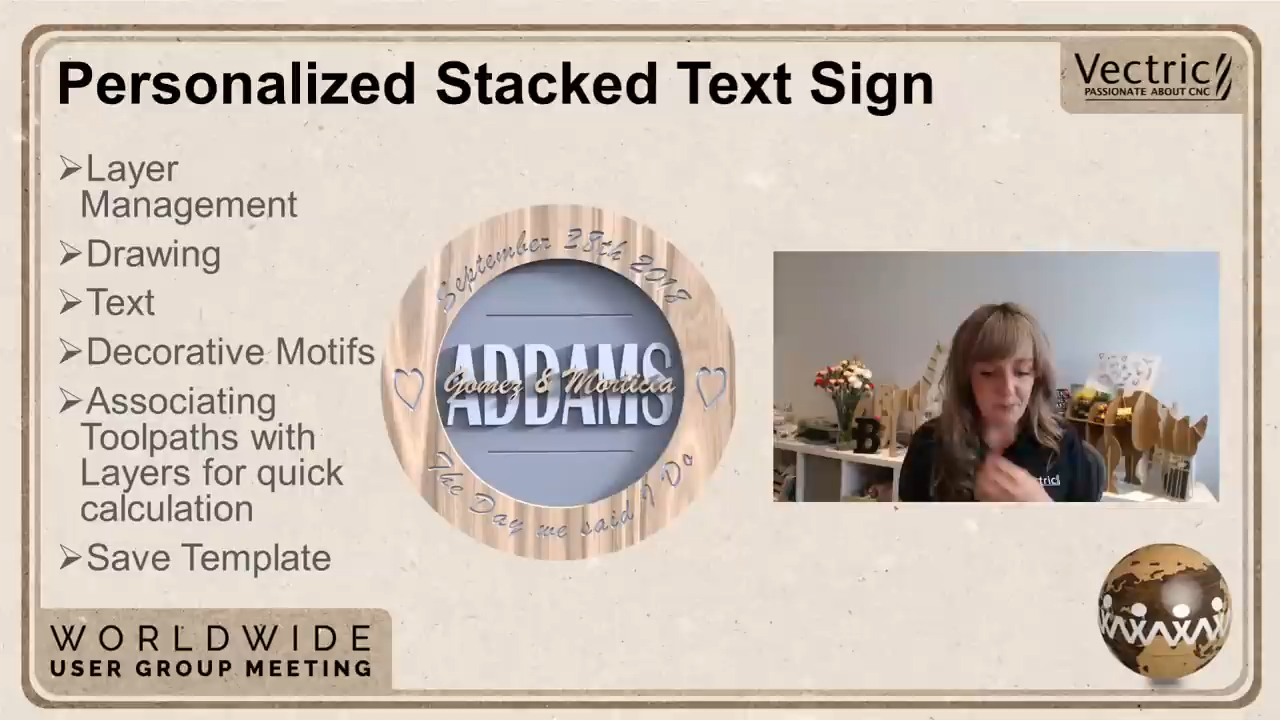 Personalized Stacked Text Sign
Vectric
PASSIONATE ABOUT CNC
➢Layer
Management
➢Drawing
➢Text
➢Decorative Motifs
➢Associating
Toolpaths with
Layers for quick
calculation
➢Save Template
September 28th 2018
ADDAMS
Gomez & Morticia
The Day we said I Do
B
ctric
WORLDWIDE
USER GROUP MEETING